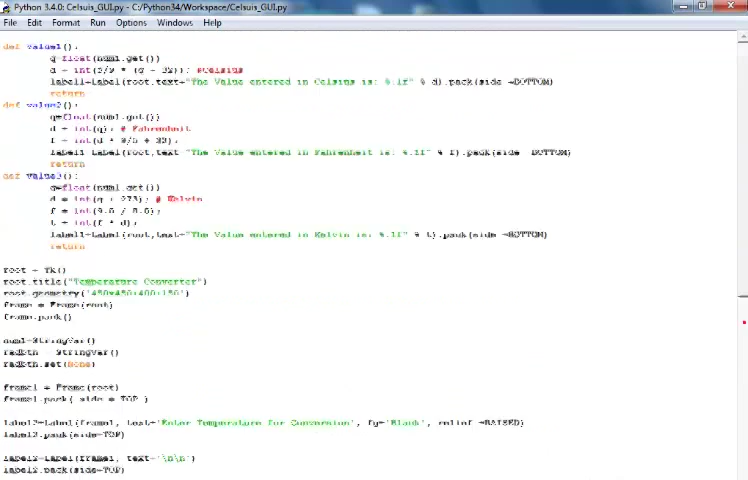 Python 3.4.0: Celsuis_GUI.py - C:/Python34/Workspace/Celsuis_GUI.py
File Edit Format Run Options Windows Help
def value1():
q=float(num1.get())
d = int(5/9 * (q - 32)); #Celsius
label1=Label(root,text="The Value entered in Celsius is: %.1f" % d).pack(side =BOTTOM)
return
def value2():
q=float(num1.get())
d = int(q); # Fahrenheit
f = int(d * 9/5 + 32);
label1=Label(root,text="The Value entered in Fahrenheit is: %.1f" % f).pack(side =BOTTOM)
return
def value3():
q=float(num1.get())
d = int(q + 273); # Kelvin
t = int(f * d);
label1=Label(root,text="The Value entered in Kelvin is: %.1f" % t).pack(side =BOTTOM)
return
root = Tk()
root.title("Temperature Converter")
root.geometry('450x450+400+150')
frame = Frame(root)
frame.pack()
num1=StringVar()
radbtn = StringVar()
radbtn.set(None)
frame1 = Frame(root)
frame1.pack( side = TOP )
label2=Label(frame1, text='Enter Temperature for Conversion', fg='Black', relief =RAISED)
label2.pack(side=TOP)
label2=Label(frame1, text='\n\n')
label2.pack(side=TOP)